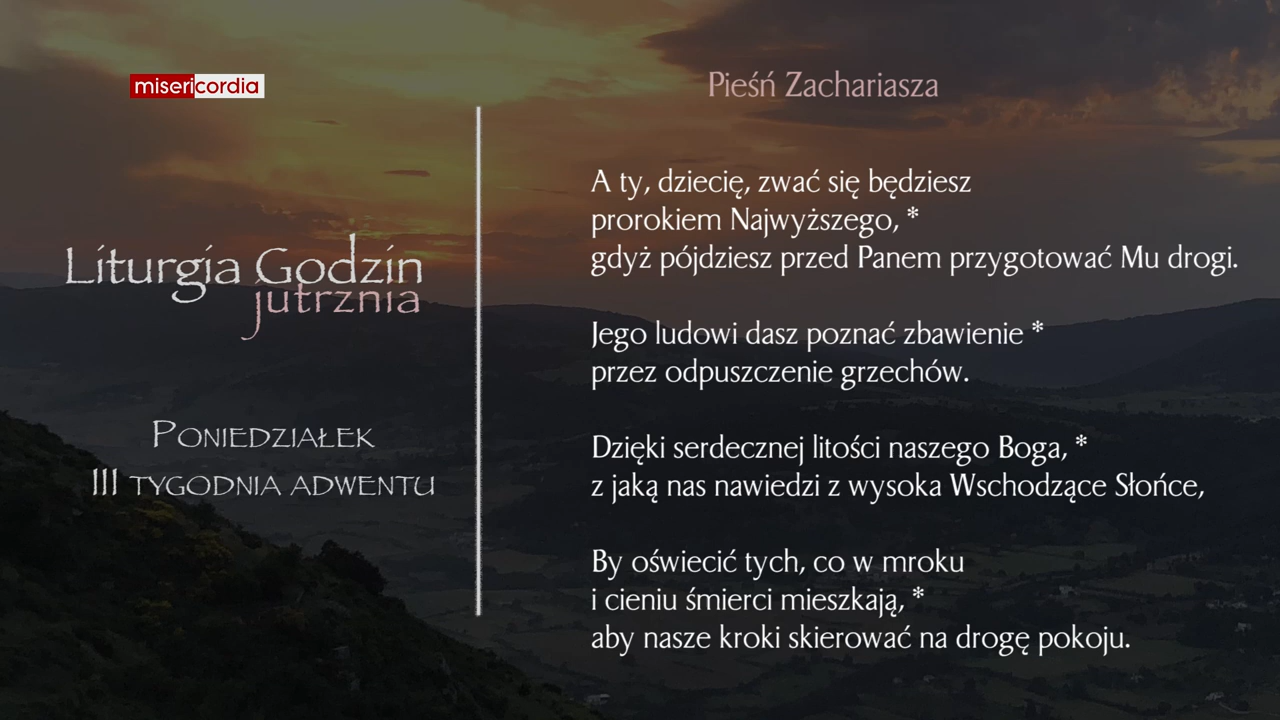 misericordia
Liturgia Godzin
jutrznia
Poniedziałek
III tygodnia adwentu
Pieśń Zachariasza
A ty, dziecię, zwać się będziesz
prorokiem Najwyższego, *
gdyż pójdziesz przed Panem przygotować Mu drogi.
Jego ludowi dasz poznać zbawienie *
przez odpuszczenie grzechów.
Dzięki serdecznej litości naszego Boga, *
z jaką nas nawiedzi z wysoka Wschodzące Słońce,
By oświecić tych, co w mroku
i cieniu śmierci mieszkają, *
aby nasze kroki skierować na drogę pokoju.